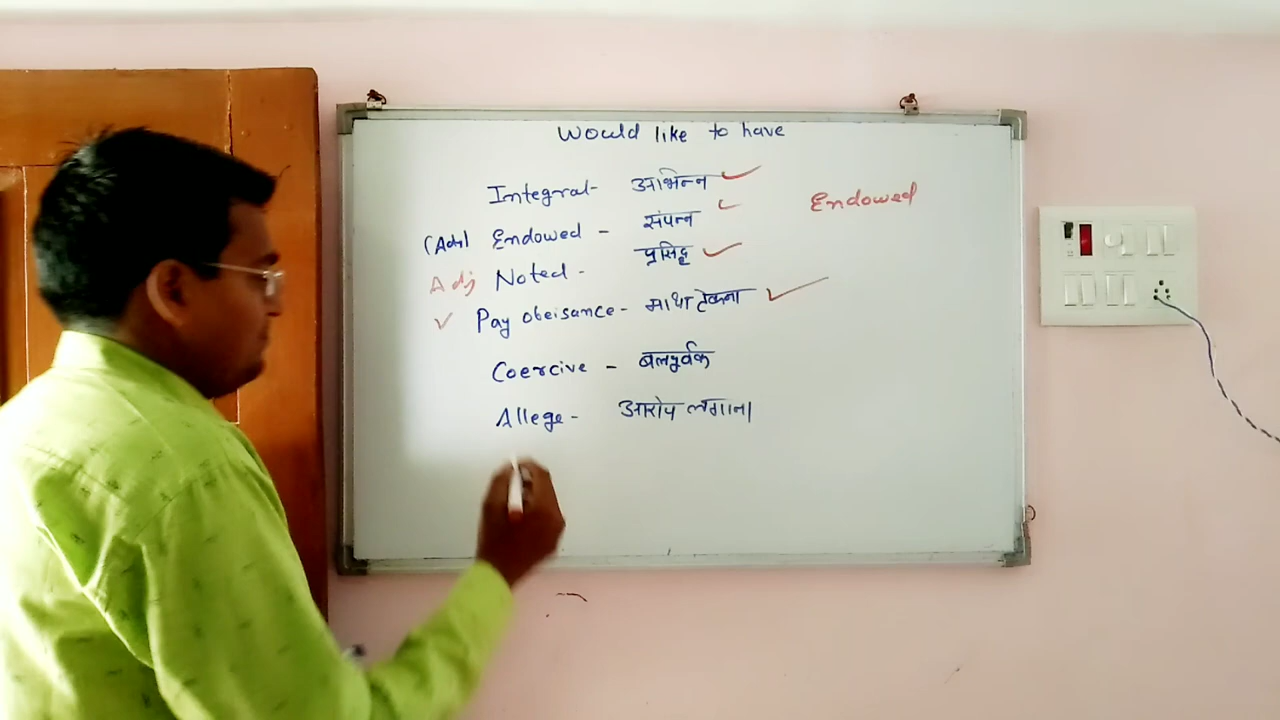 Would like to have
Integral- अभिन्न
(Adj) Endowed - संपन्न Endowed
Adj Noted - प्रसिद्ध
Pay obeisance - माथा टेकना
Coercive - बलपूर्वक
Allege - आरोप लगाना